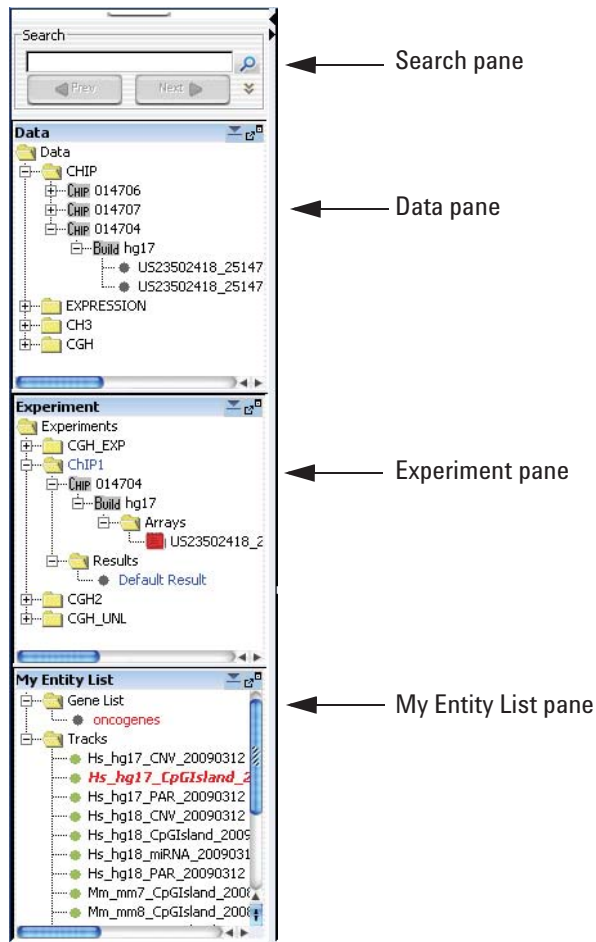 Search
Prev
Next
Search pane
Data
Data
CHIP
CHIP 014706
CHIP 014707
CHIP 014704
Build hg17
US23502418_25147
US23502418_25147
EXPRESSION
CH3
CGH
Data pane
Experiment
Experiments
CGH_EXP
ChIP1
CHIP 014704
Build hg17
Arrays
US23502418_2
Results
Default Result
CGH2
CGH_UNL
Experiment pane
My Entity List
Gene List
oncogenes
Tracks
Hs_hg17_CNV_20090312
Hs_hg17_CpGIsland_2
Hs_hg17_PAR_20090312
Hs_hg18_CNV_20090312
Hs_hg18_CpGIsland_2009
Hs_hg18_miRNA_2009031
Hs_hg18_PAR_20090312
Mm_mm7_CpGIsland_2008
Mm_mm8_CpGIsland_2008
My Entity List pane